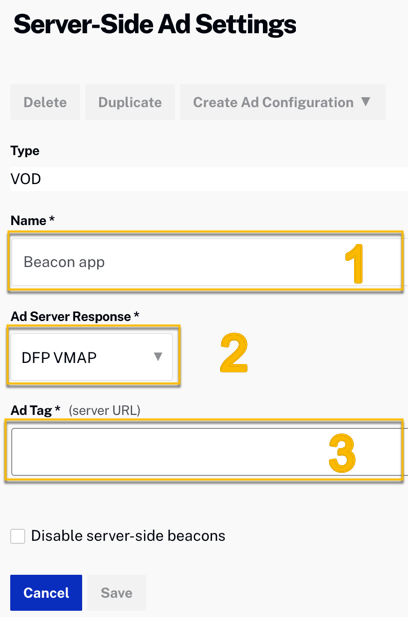 Server-Side Ad Settings
Delete Duplicate Create Ad Configuration ▼
Type
VOD
Name *
Beacon app 1
Ad Server Response *
DFP VMAP ▼ 2
Ad Tag * (server URL)
3
Disable server-side beacons
Cancel Save